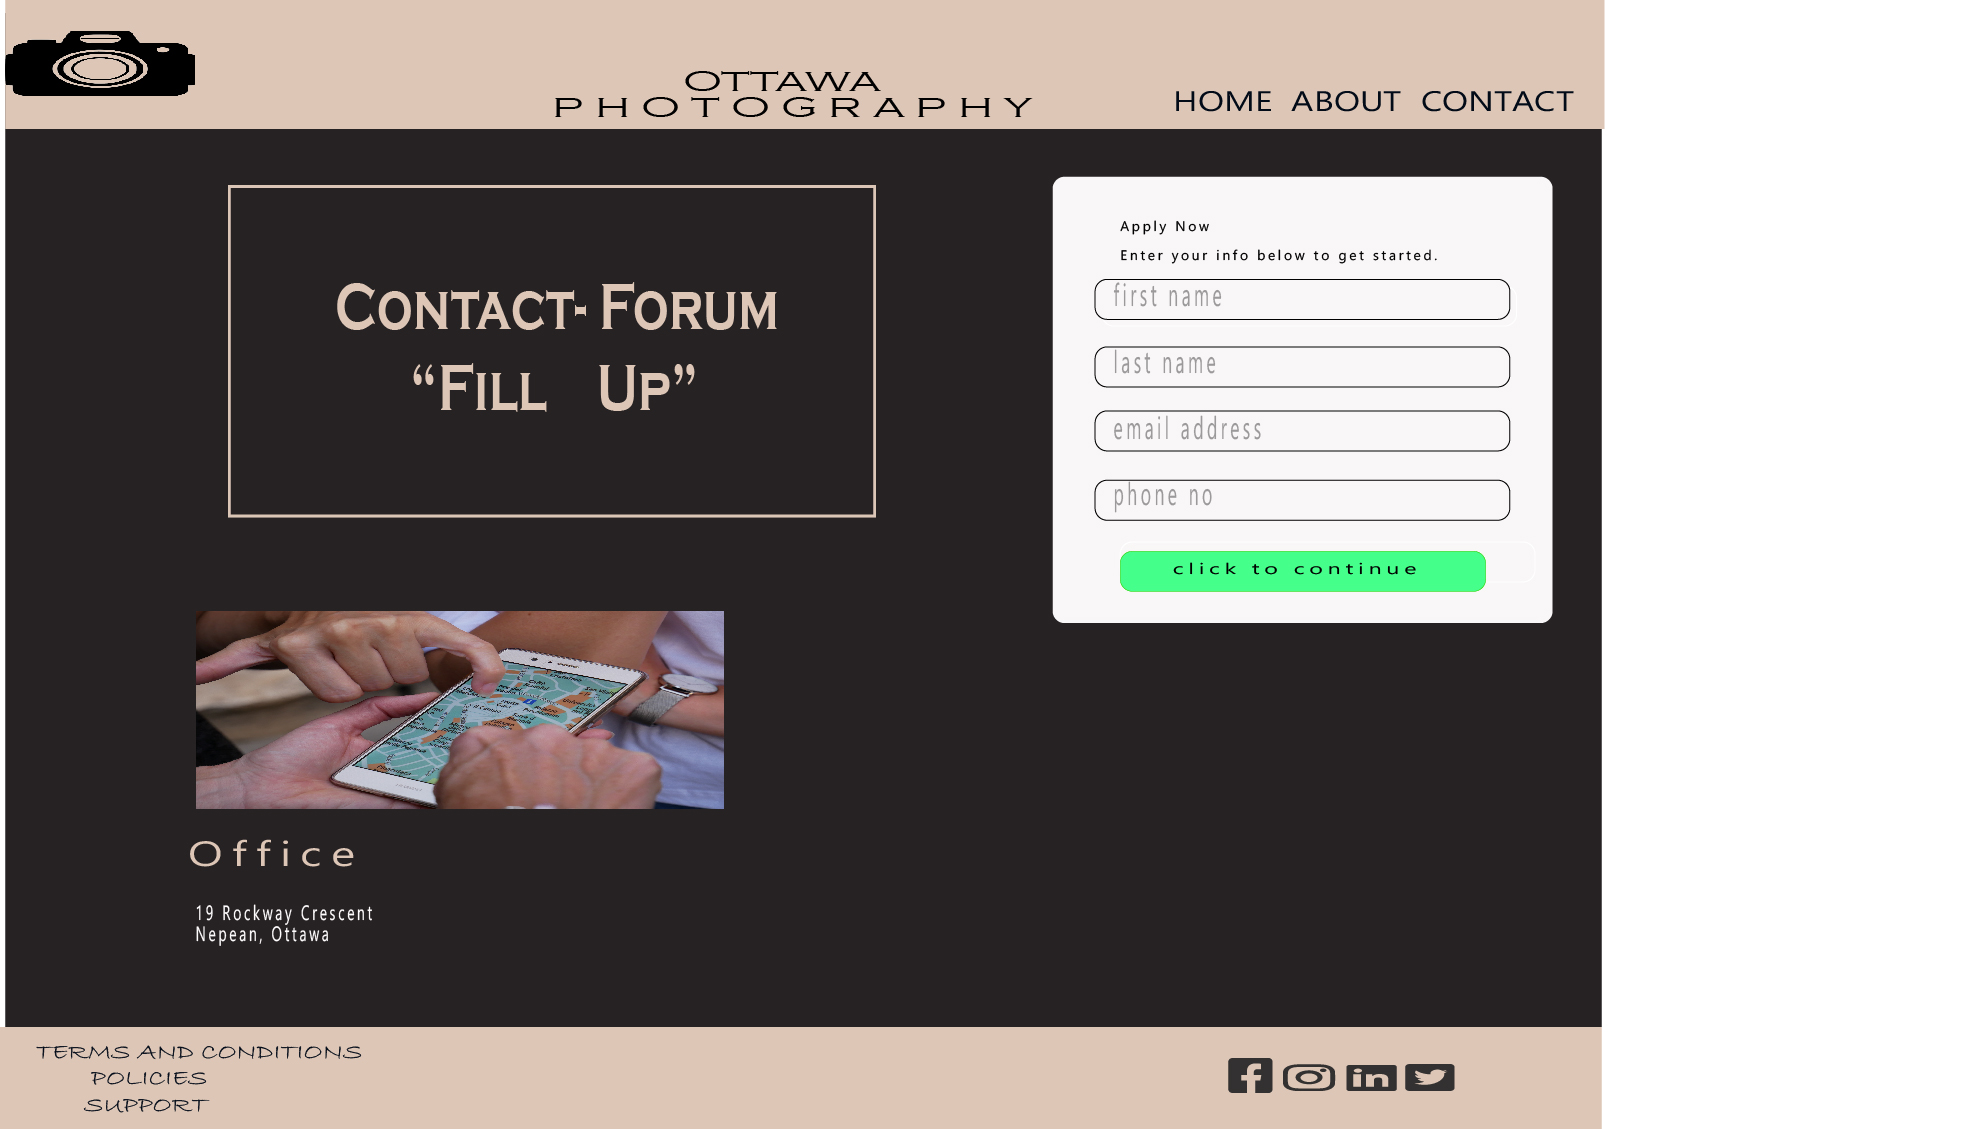 OTTAWA
PHOTOGRAPHY
HOME ABOUT CONTACT
Contact- Forum
“Fill Up”
Apply Now
Enter your info below to get started.
first name
last name
email address
phone no
click to continue
Office
19 Rockway Crescent
Nepean, Ottawa
TERMS AND CONDITIONS
POLICIES
SUPPORT